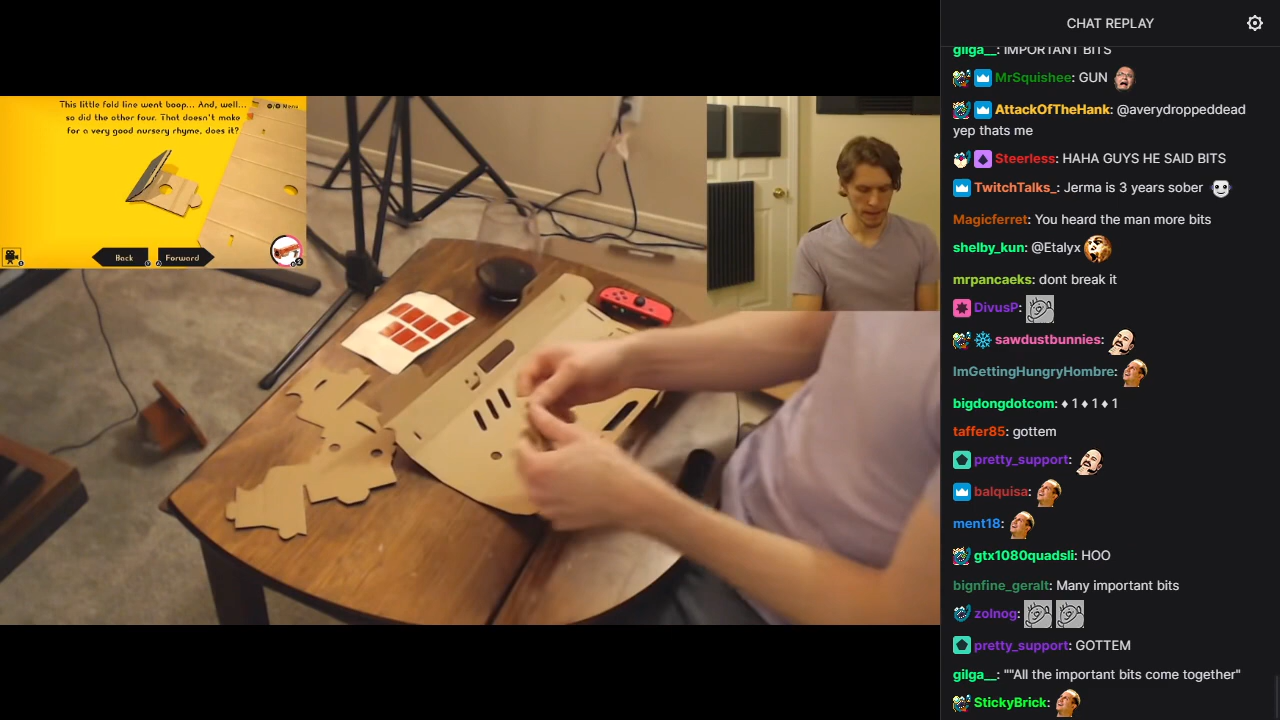 This little fold line went boop... And, well...
so did the other four. That doesn't make
for a very good nursery rhyme, does it?
Menu
Back
Forward
CHAT REPLAY
gilga__: IMPORTANT BITS
MrSquishee: GUN
AttackOfTheHank: @averydroppeddead
yep thats me
Steerless: HAHA GUYS HE SAID BITS
TwitchTalks_: Jerma is 3 years sober
Magicferret: You heard the man more bits
shelby_kun: @Etalyx
mrpancaeks: dont break it
DivusP:
sawdustbunnies:
ImGettingHungryHombre:
bigdongdotcom: ♦ 1 ♦ 1 ♦ 1
taffer85: gottem
pretty_support:
balquisa:
ment18:
gtx1080quadsli: HOO
bignfine_geralt: Many important bits
zolnog:
pretty_support: GOTTEM
gilga__: ""All the important bits come together"
StickyBrick: